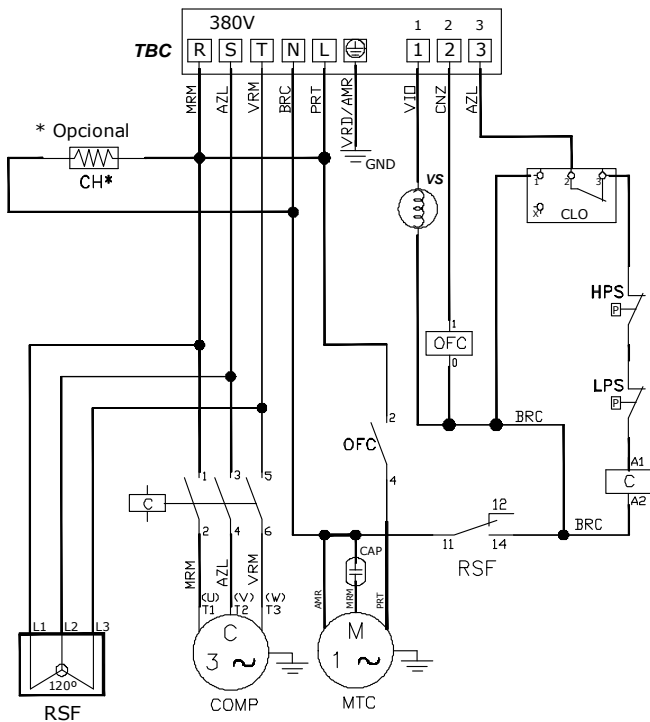 380V
1 2 3
TBC R S T N L 1 2 3
MRM AZL VRM BRC PRT VRD/AMR VIO CNZ AZL
* Opcional
GND
CH*
VS
1 2 3
X CLO
HPS
P
1
OFC
0
LPS
P
BRC
2
OFC
4
A1
C
A2
1 3 5
C
2 4 6
12
11 14
BRC
RSF
MRM AZL VRM
CAP
AMR MRM PRT
(U) (V) (W)
T1 T2 T3
L1 L2 L3
C
3 ~
M
1 ~
120º
COMP
MTC
RSF